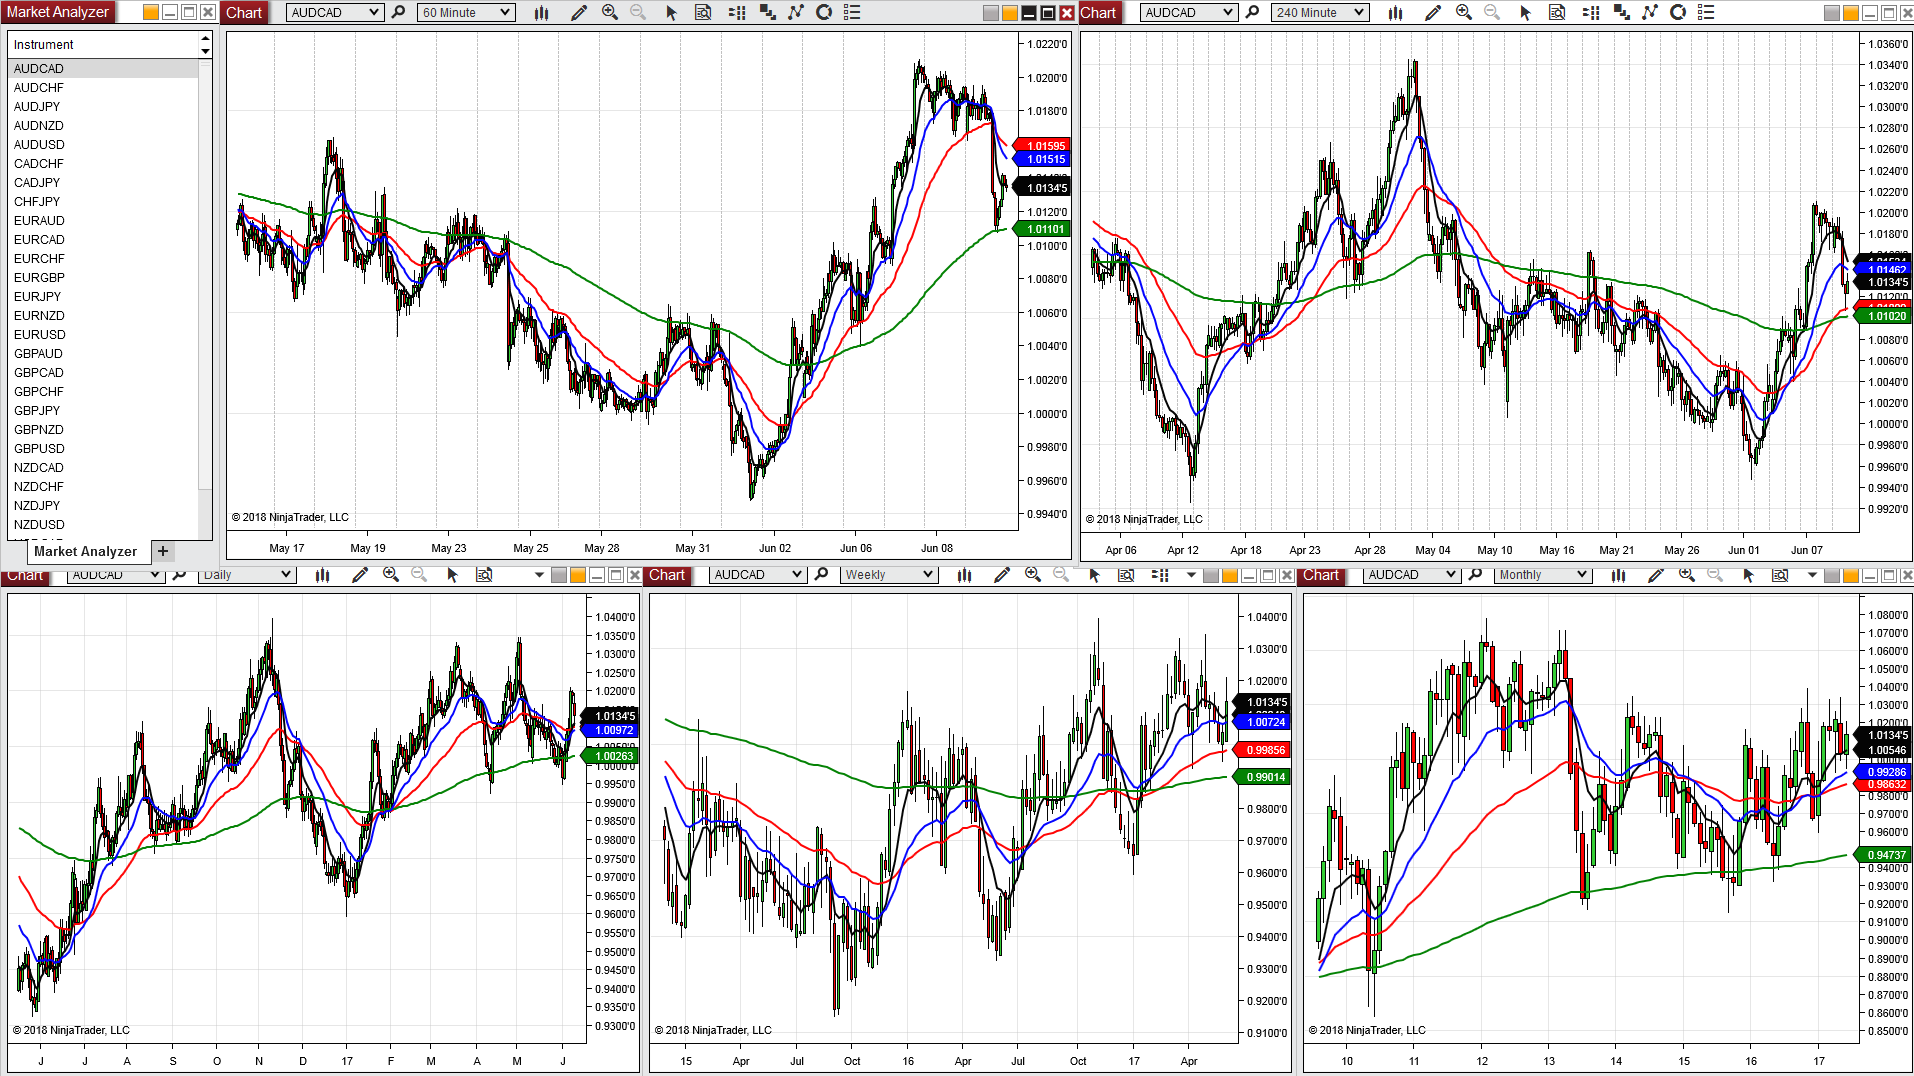 Market Analyzer
Instrument
AUDCAD
AUDCHF
AUDJPY
AUDNZD
AUDUSD
CADCHF
CADJPY
CHFJPY
EURAUD
EURCAD
EURCHF
EURGBP
EURJPY
EURNZD
EURUSD
GBPAUD
GBPCAD
GBPCHF
GBPJPY
GBPNZD
GBPUSD
NZDCAD
NZDCHF
NZDJPY
NZDUSD
Market Analyzer +
Chart AUDCAD 60 Minute
1.0220'0
1.0200'0
1.0180'0
1.01595
1.01515
1.0134'5
1.0120'0
1.01101
1.0100'0
1.0080'0
1.0060'0
1.0040'0
1.0020'0
1.0000'0
0.9980'0
0.9960'0
0.9940'0
© 2018 NinjaTrader, LLC
May 17 May 19 May 23 May 25 May 28 May 31 Jun 02 Jun 06 Jun 08
Chart AUDCAD 240 Minute
1.0360'0
1.0340'0
1.0320'0
1.0300'0
1.0280'0
1.0260'0
1.0240'0
1.0220'0
1.0200'0
1.0180'0
1.01462
1.0134'5
1.0120'0
1.01020
1.0080'0
1.0060'0
1.0040'0
1.0020'0
1.0000'0
0.9980'0
0.9960'0
0.9940'0
0.9920'0
© 2018 NinjaTrader, LLC
Apr 06 Apr 12 Apr 18 Apr 23 Apr 28 May 04 May 10 May 16 May 21 May 26 Jun 01 Jun 07
Chart AUDCAD Daily
1.0400'0
1.0350'0
1.0300'0
1.0250'0
1.0200'0
1.0134'5
1.00972
1.00263
1.0000'0
0.9950'0
0.9900'0
0.9850'0
0.9800'0
0.9750'0
0.9700'0
0.9650'0
0.9600'0
0.9550'0
0.9500'0
0.9450'0
0.9400'0
0.9350'0
0.9300'0
© 2018 NinjaTrader, LLC
J J A S O N D 17 F M A M J
Chart AUDCAD Weekly
1.0400'0
1.0300'0
1.0200'0
1.0134'5
1.00724
0.99856
0.99014
0.9800'0
0.9700'0
0.9600'0
0.9500'0
0.9400'0
0.9300'0
0.9200'0
0.9100'0
© 2018 NinjaTrader, LLC
15 Apr Jul Oct 16 Apr Jul Oct 17 Apr
Chart AUDCAD Monthly
1.0800'0
1.0700'0
1.0600'0
1.0500'0
1.0400'0
1.0300'0
1.0200'0
1.0134'5
1.00546
0.99286
0.98632
0.9800'0
0.9700'0
0.9600'0
0.94737
0.9400'0
0.9300'0
0.9200'0
0.9100'0
0.9000'0
0.8900'0
0.8800'0
0.8700'0
0.8600'0
0.8500'0
© 2018 NinjaTrader, LLC
10 11 12 13 14 15 16 17